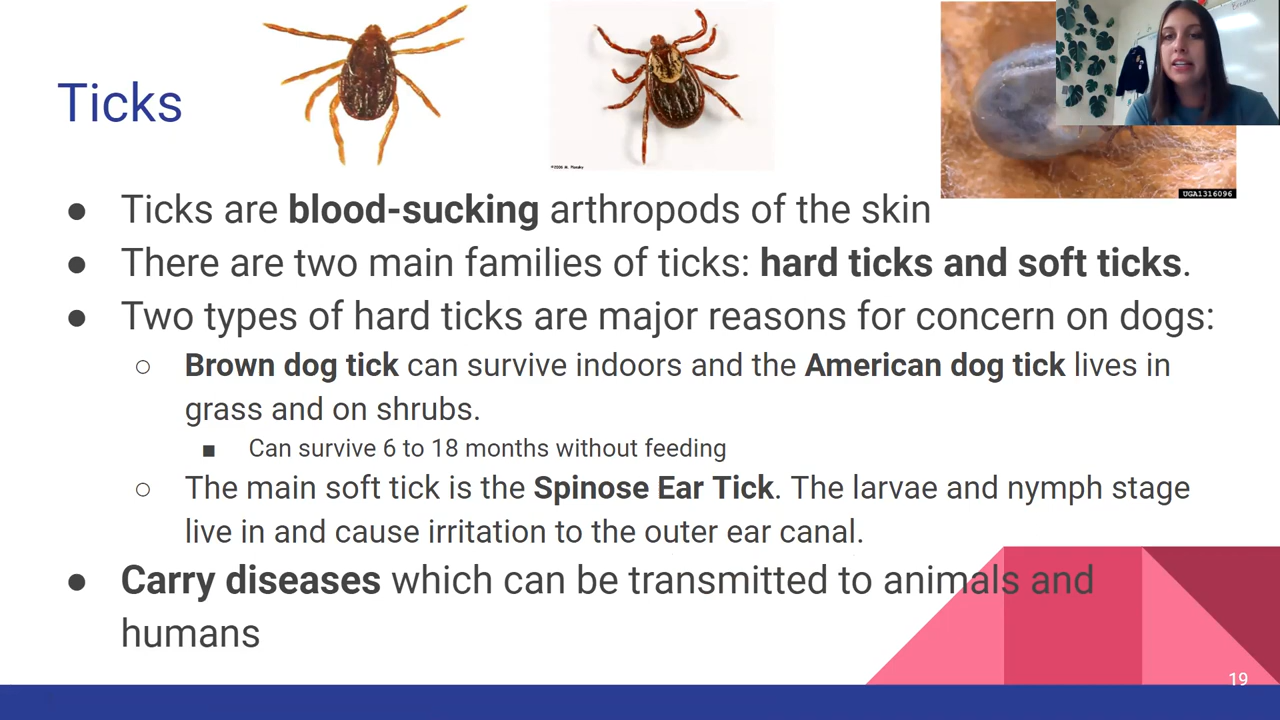 Ticks
UGA1316096
● Ticks are blood-sucking arthropods of the skin
● There are two main families of ticks: hard ticks and soft ticks.
● Two types of hard ticks are major reasons for concern on dogs:
○ Brown dog tick can survive indoors and the American dog tick lives in
grass and on shrubs.
■ Can survive 6 to 18 months without feeding
○ The main soft tick is the Spinose Ear Tick. The larvae and nymph stage
live in and cause irritation to the outer ear canal.
● Carry diseases which can be transmitted to animals and
humans
19